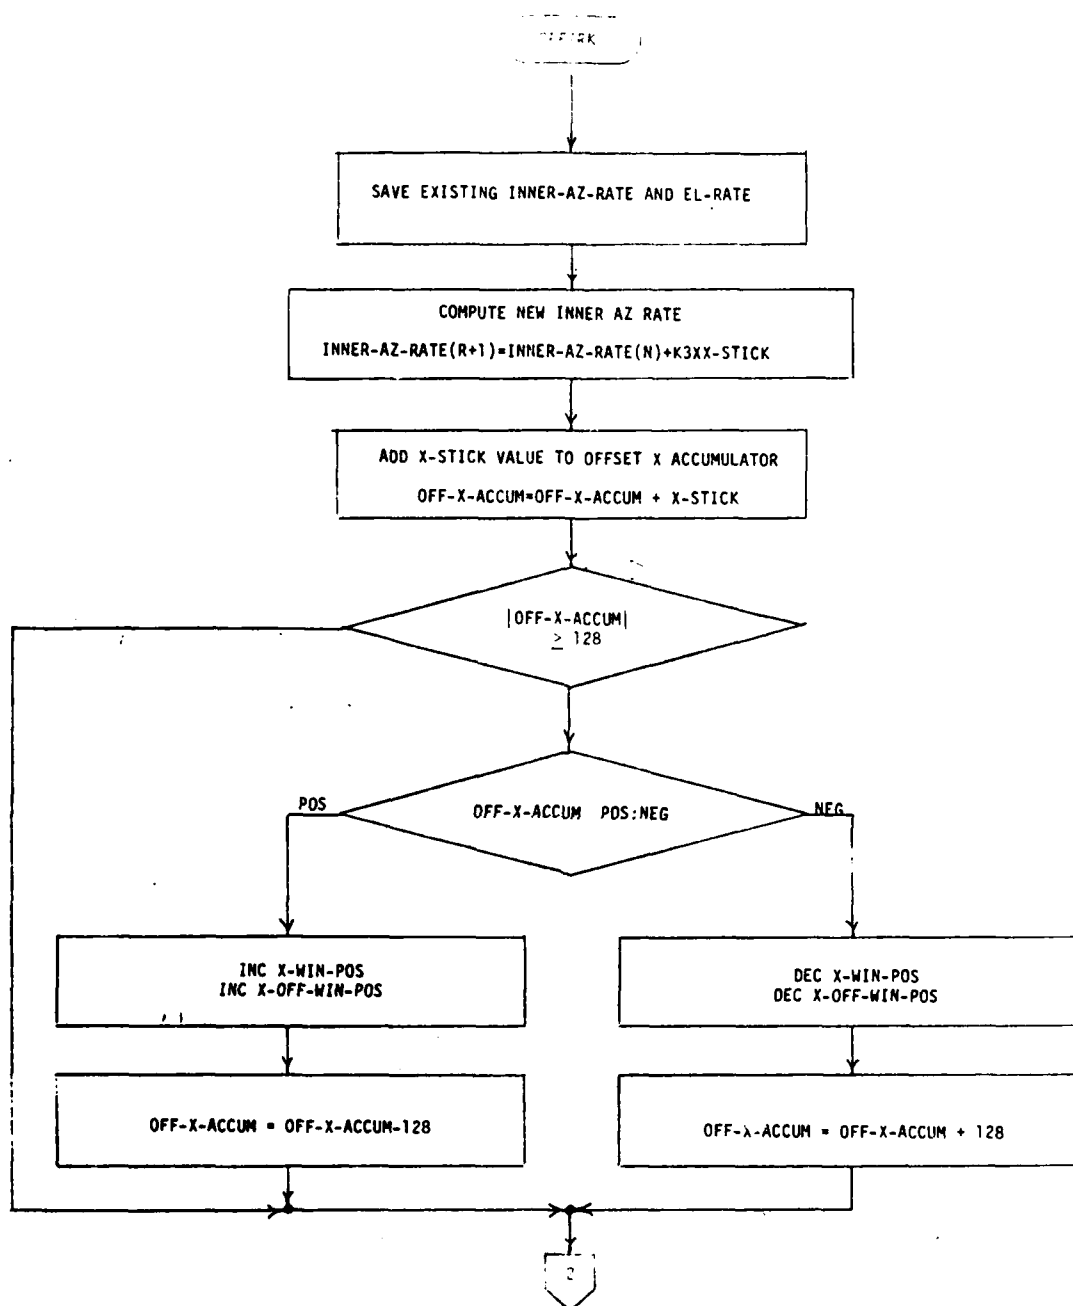 SAVE EXISTING INNER-AZ-RATE AND EL-RATE
COMPUTE NEW INNER AZ RATE
INNER-AZ-RATE(R+1)=INNER-AZ-RATE(N)+K3XX-STICK
ADD X-STICK VALUE TO OFFSET X ACCUMULATOR
OFF-X-ACCUM=OFF-X-ACCUM + X-STICK
|OFF-X-ACCUM|
≥ 128
POS
OFF-X-ACCUM POS:NEG
NEG
INC X-WIN-POS
INC X-OFF-WIN-POS
DEC X-WIN-POS
DEC X-OFF-WIN-POS
OFF-X-ACCUM = OFF-X-ACCUM-128
OFF-X-ACCUM = OFF-X-ACCUM + 128
2